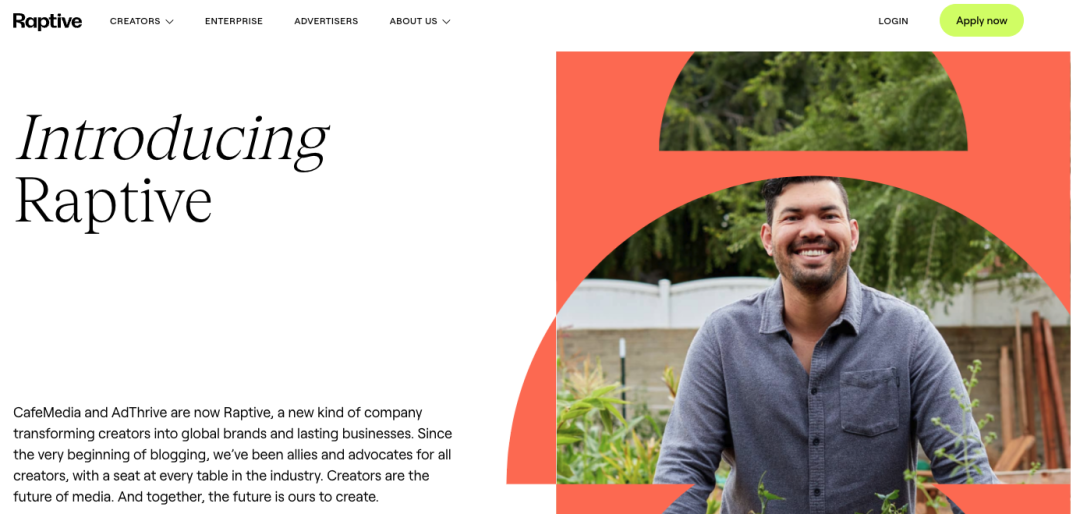 Raptive CREATORS ENTERPRISE ADVERTISERS ABOUT US LOGIN Apply now
Introducing
Raptive
CafeMedia and AdThrive are now Raptive, a new kind of company
transforming creators into global brands and lasting businesses. Since
the very beginning of blogging, we’ve been allies and advocates for all
creators, with a seat at every table in the industry. Creators are the
future of media. And together, the future is ours to create.